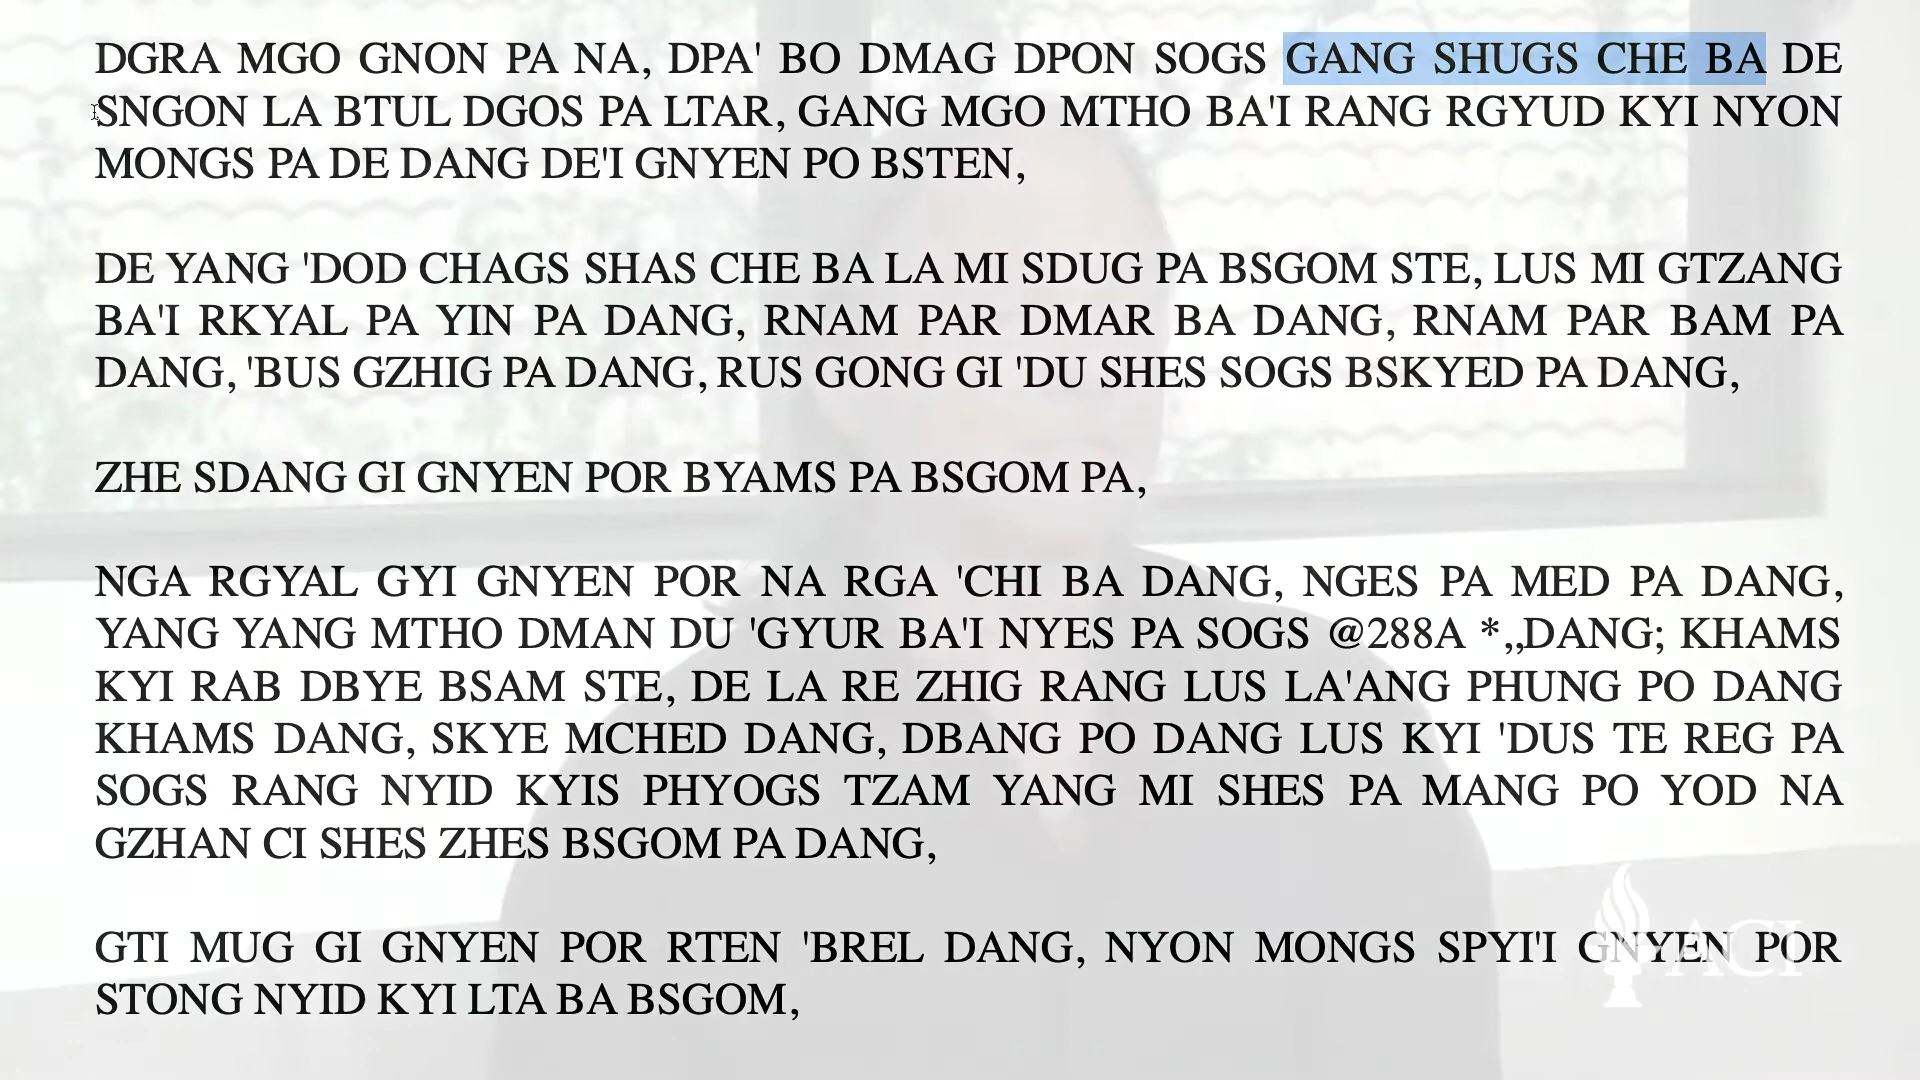 DGRA MGO GNON PA NA, DPA' BO DMAG DPON SOGS GANG SHUGS CHE BA DE
SNGON LA BTUL DGOS PA LTAR, GANG MGO MTHO BA'I RANG RGYUD KYI NYON
MONGS PA DE DANG DE'I GNYEN PO BSTEN,
DE YANG 'DOD CHAGS SHAS CHE BA LA MI SDUG PA BSGOM STE, LUS MI GTZANG
BA'I RKYAL PA YIN PA DANG, RNAM PAR DMAR BA DANG, RNAM PAR BAM PA
DANG, 'BUS GZHIG PA DANG, RUS GONG GI 'DU SHES SOGS BSKYED PA DANG,
ZHE SDANG GI GNYEN POR BYAMS PA BSGOM PA,
NGA RGYAL GYI GNYEN POR NA RGA 'CHI BA DANG, NGES PA MED PA DANG,
YANG YANG MTHO DMAN DU 'GYUR BA'I NYES PA SOGS @288A *,,DANG; KHAMS
KYI RAB DBYE BSAM STE, DE LA RE ZHIG RANG LUS LA'ANG PHUNG PO DANG
KHAMS DANG, SKYE MCHED DANG, DBANG PO DANG LUS KYI 'DUS TE REG PA
SOGS RANG NYID KYIS PHYOGS TZAM YANG MI SHES PA MANG PO YOD NA
GZHAN CI SHES ZHES BSGOM PA DANG,
GTI MUG GI GNYEN POR RTEN 'BREL DANG, NYON MONGS SPYI'I GNYEN POR
STONG NYID KYI LTA BA BSGOM,
ACI